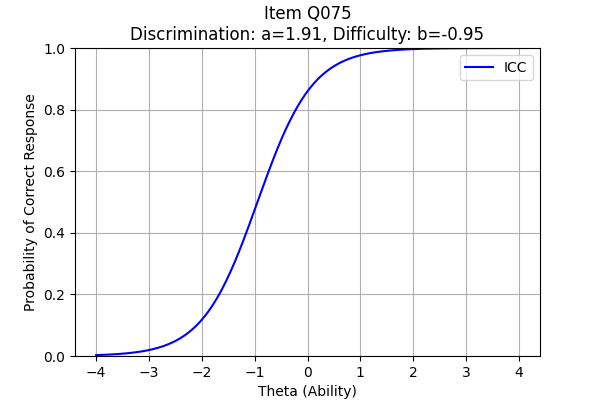 Item Q075
Discrimination: a=1.91, Difficulty: b=-0.95
1.0
0.8
0.6
0.4
0.2
0.0
Probability of Correct Response
ICC
−4 −3 −2 −1 0 1 2 3 4
Theta (Ability)